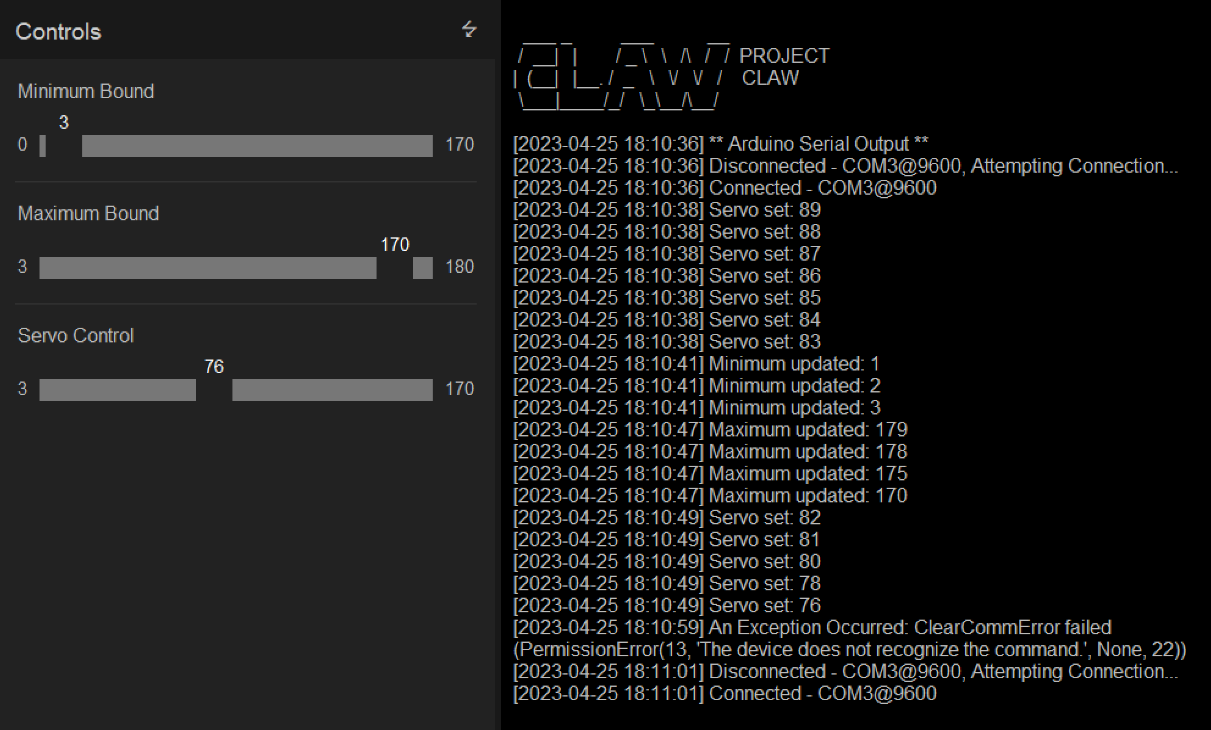 Controls
Minimum Bound
3
0 170
Maximum Bound
170
3 180
Servo Control
76
3 170
CLAW PROJECT
CLAW
[2023-04-25 18:10:36] ** Arduino Serial Output **
[2023-04-25 18:10:36] Disconnected - COM3@9600, Attempting Connection...
[2023-04-25 18:10:36] Connected - COM3@9600
[2023-04-25 18:10:38] Servo set: 89
[2023-04-25 18:10:38] Servo set: 88
[2023-04-25 18:10:38] Servo set: 87
[2023-04-25 18:10:38] Servo set: 86
[2023-04-25 18:10:38] Servo set: 85
[2023-04-25 18:10:38] Servo set: 84
[2023-04-25 18:10:38] Servo set: 83
[2023-04-25 18:10:41] Minimum updated: 1
[2023-04-25 18:10:41] Minimum updated: 2
[2023-04-25 18:10:41] Minimum updated: 3
[2023-04-25 18:10:47] Maximum updated: 179
[2023-04-25 18:10:47] Maximum updated: 178
[2023-04-25 18:10:47] Maximum updated: 175
[2023-04-25 18:10:47] Maximum updated: 170
[2023-04-25 18:10:49] Servo set: 82
[2023-04-25 18:10:49] Servo set: 81
[2023-04-25 18:10:49] Servo set: 80
[2023-04-25 18:10:49] Servo set: 78
[2023-04-25 18:10:49] Servo set: 76
[2023-04-25 18:10:59] An Exception Occurred: ClearCommError failed
(PermissionError(13, 'The device does not recognize the command.', None, 22))
[2023-04-25 18:11:01] Disconnected - COM3@9600, Attempting Connection...
[2023-04-25 18:11:01] Connected - COM3@9600